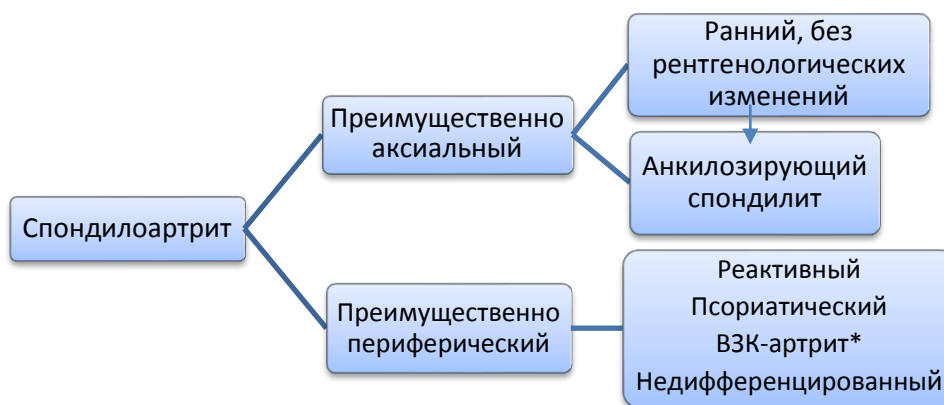 Спондилоартрит
Преимущественно
аксиальный
Ранний, без
рентгенологических
изменений
Анкилозирующий
спондилит
Преимущественно
периферический
Реактивный
Псориатический
ВЗК-артрит*
Недифференцированный